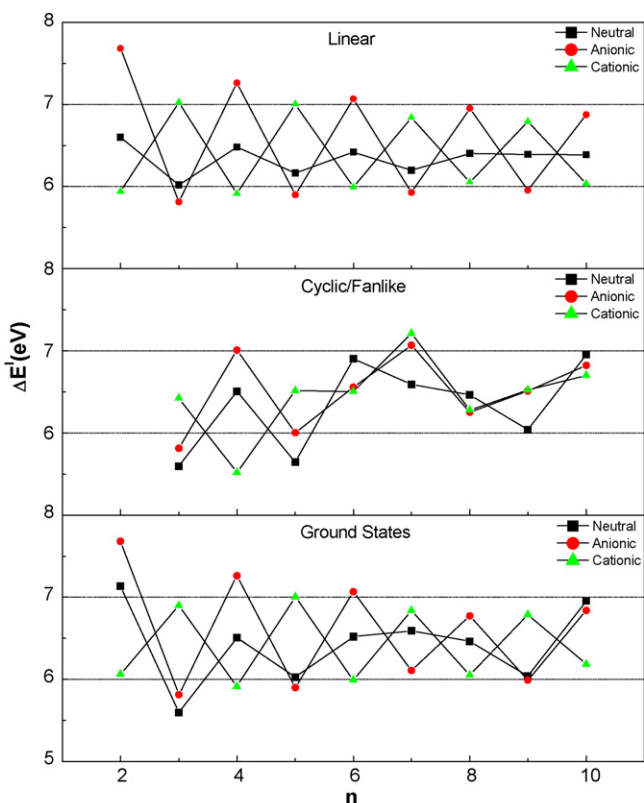 8
Linear
Neutral
Anionic
Cationic
7
6
8
Cyclic/Fanlike
Neutral
Anionic
Cationic
7
6
ΔE^I(eV)
8
Ground States
Neutral
Anionic
Cationic
7
6
5
2 4 6 8 10
n